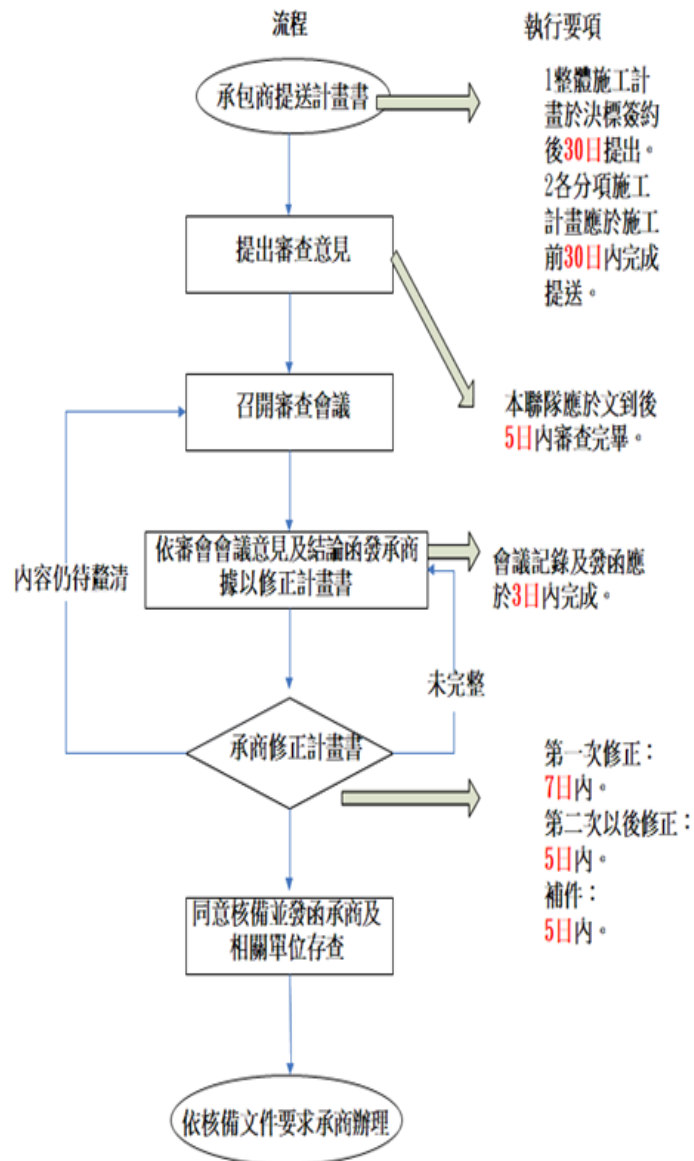 流程
執行要項
承包商提送計畫書
1整體施工計
畫於決標簽約
後30日提出。
2各分項施工
計畫應於施工
前30日內完成
提送。
提出審查意見
召開審查會議
本聯隊應於文到後
5日內審查完畢。
依審會會議意見及結論函發承商
據以修正計畫書
會議記錄及發函應
於3日內完成。
內容仍待釐清
未完整
承商修正計畫書
第一次修正：
7日內。
第二次以後修正：
5日內。
補件：
5日內。
同意核備並發函承商及
相關單位存查
依核備文件要求承商辦理